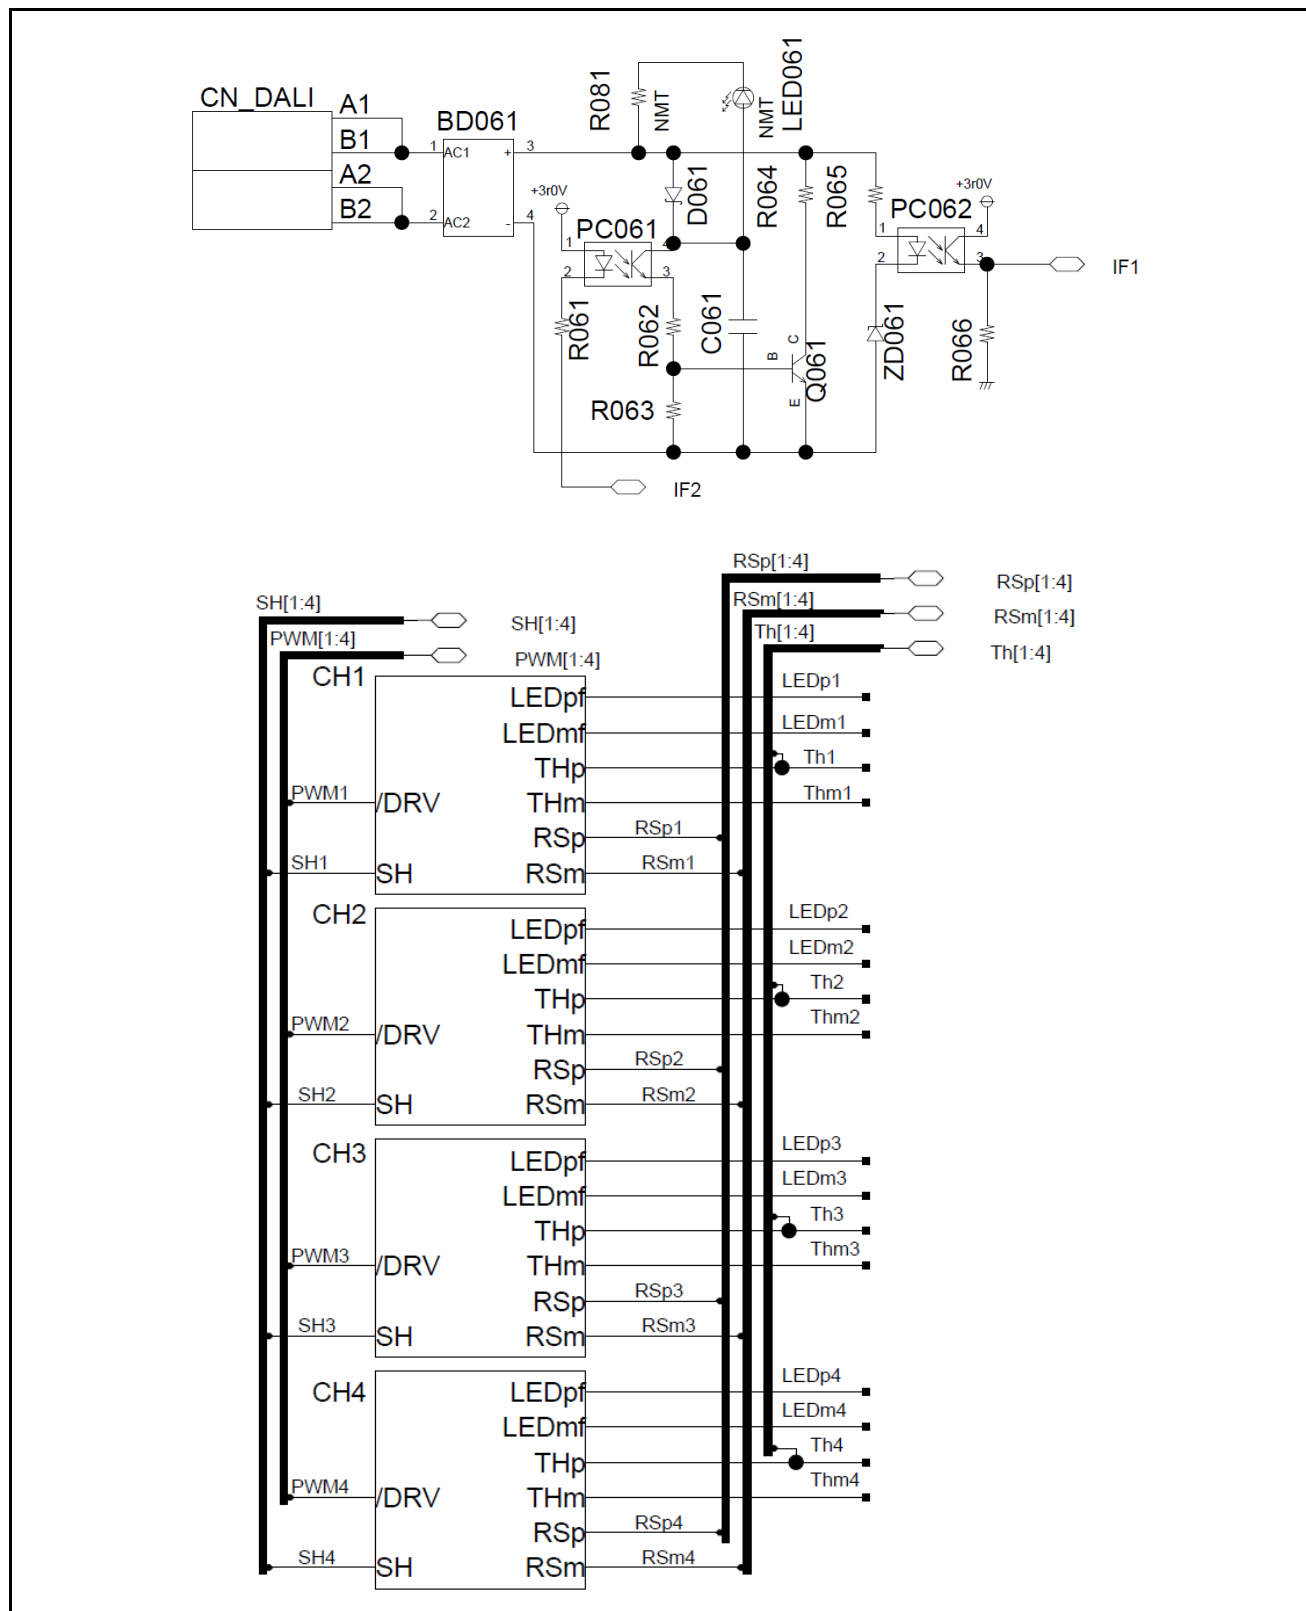 CN_DALI
A1
B1
A2
B2
BD061
1
AC1
+
3
2
AC2
-
4
R081
NMT
LED061
NMT
+3r0V
D061
R064
R065
+3r0V
PC061
1
4
2
3
PC062
1
4
2
3
IF1
R061
R062
C061
B
C
E
Q061
ZD061
R066
R063
IF2
RSp[1:4]
RSp[1:4]
SH[1:4]
SH[1:4]
RSm[1:4]
RSm[1:4]
PWM[1:4]
PWM[1:4]
Th[1:4]
Th[1:4]
CH1
LEDpf
LEDp1
LEDmf
LEDm1
THp
Th1
PWM1
/DRV
THm
Thm1
RSp
RSp1
SH1
SH
RSm
RSm1
CH2
LEDpf
LEDp2
LEDmf
LEDm2
THp
Th2
PWM2
/DRV
THm
Thm2
RSp
RSp2
SH2
SH
RSm
RSm2
CH3
LEDpf
LEDp3
LEDmf
LEDm3
THp
Th3
PWM3
/DRV
THm
Thm3
RSp
RSp3
SH3
SH
RSm
RSm3
CH4
LEDpf
LEDp4
LEDmf
LEDm4
THp
Th4
PWM4
/DRV
THm
Thm4
RSp
RSp4
SH4
SH
RSm
RSm4